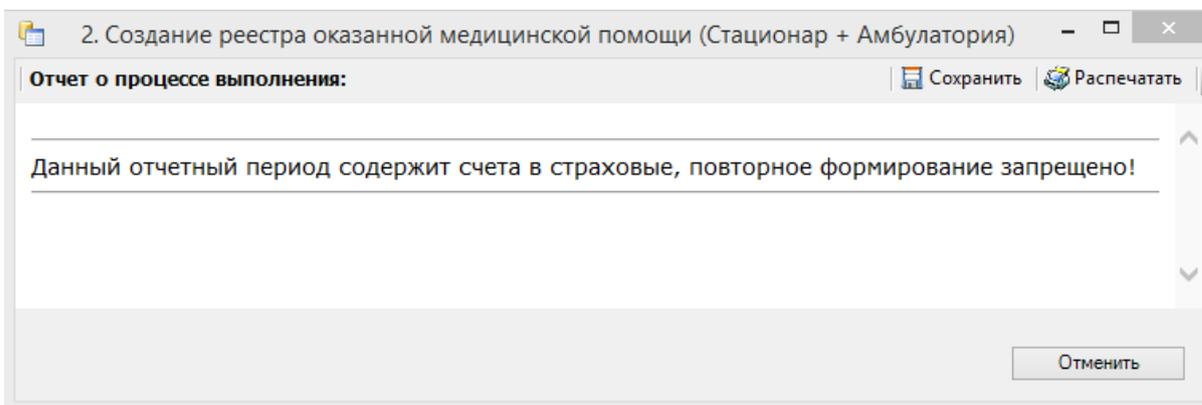 2. Создание реестра оказанной медицинской помощи (Стационар + Амбулатория)
Отчет о процессе выполнения: Сохранить Распечатать
Данный отчетный период содержит счета в страховые, повторное формирование запрещено!
Отменить